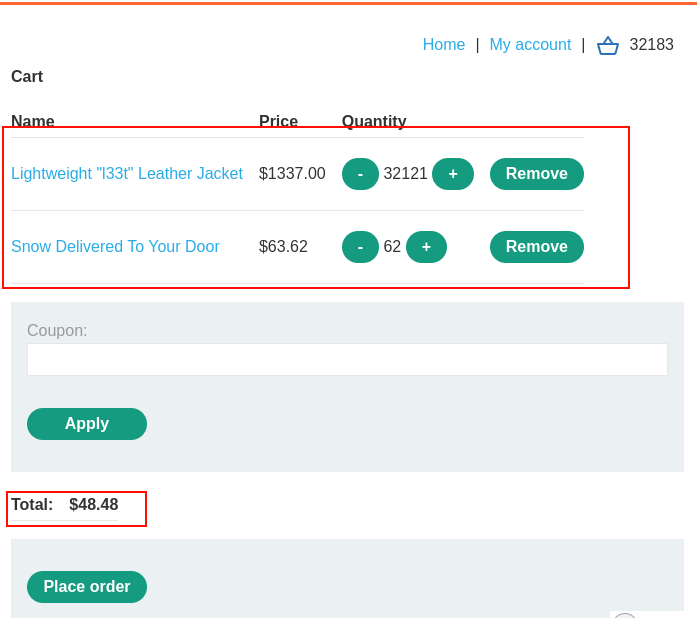 Home | My account | 32183
Cart
Name Price Quantity
Lightweight "l33t" Leather Jacket $1337.00 - 32121 + Remove
Snow Delivered To Your Door $63.62 - 62 + Remove
Coupon:
Apply
Total: $48.48
Place order